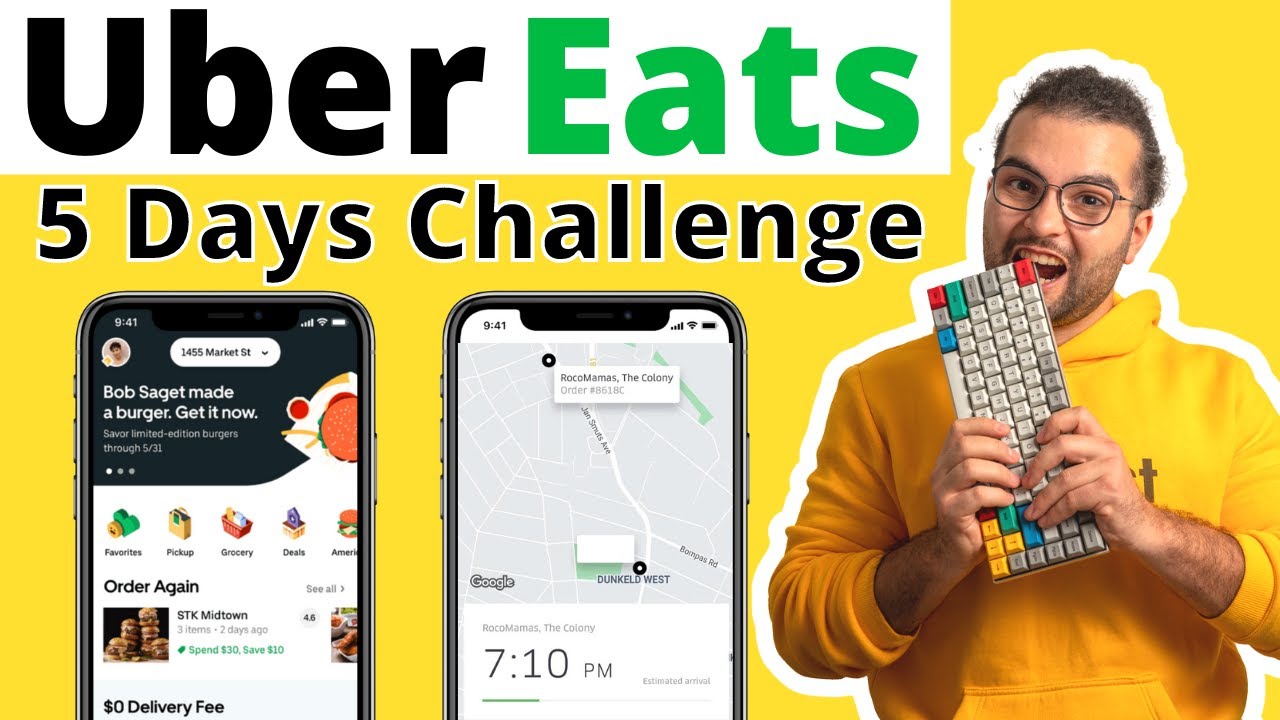 Uber Eats
5 Days Challenge
9:41
1455 Market St
Bob Saget made
a burger. Get it now.
Savor limited-edition burgers
through 5/31
Favorites
Pickup
Grocery
Deals
Ameri
Order Again
See all
STK Midtown
4.6
3 items • 2 days ago
Spend $30, Save $10
$0 Delivery Fee
9:41
RocoMamas, The Colony
Order #8618C
Jan Smuts Ave
Bompas Rd
Google
DUNKELD WEST
RocoMamas, The Colony
7:10 PM
Estimated arrival